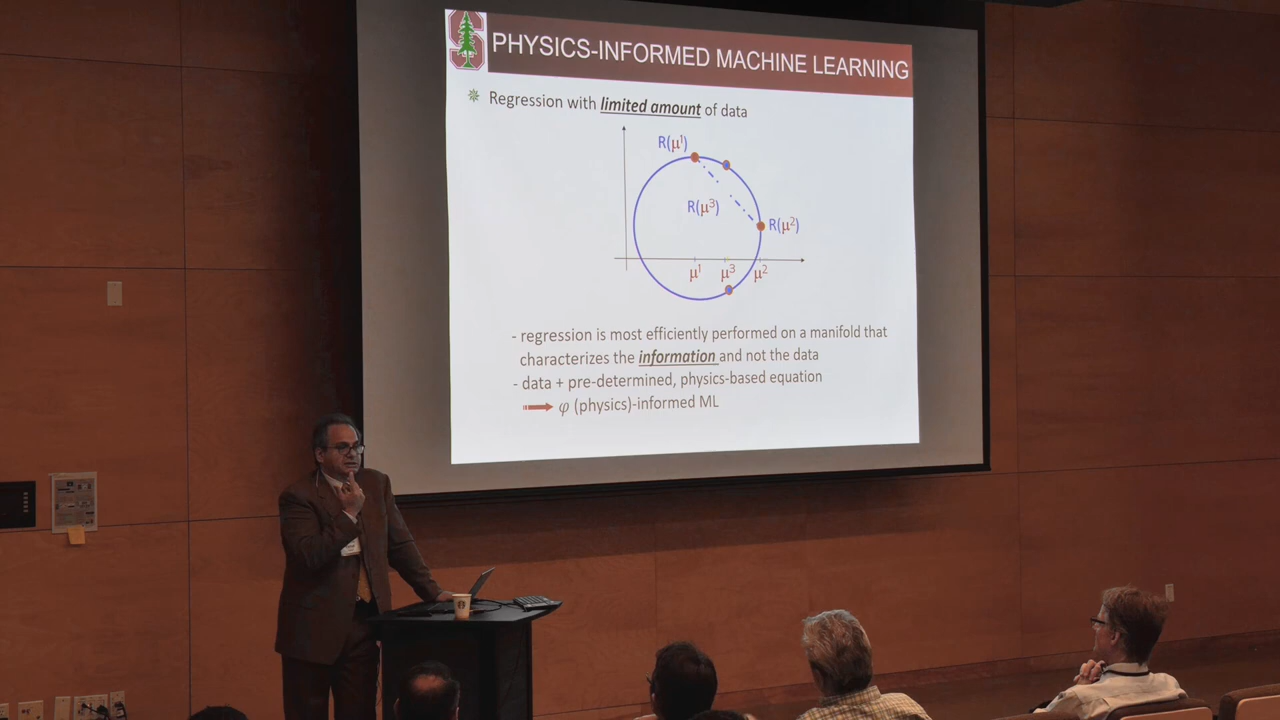 PHYSICS-INFORMED MACHINE LEARNING
Regression with limited amount of data
R(μ¹)
R(μ³)
R(μ²)
μ¹ μ³ μ²
- regression is most efficiently performed on a manifold that
characterizes the information and not the data
- data + pre-determined, physics-based equation
φ (physics)-informed ML